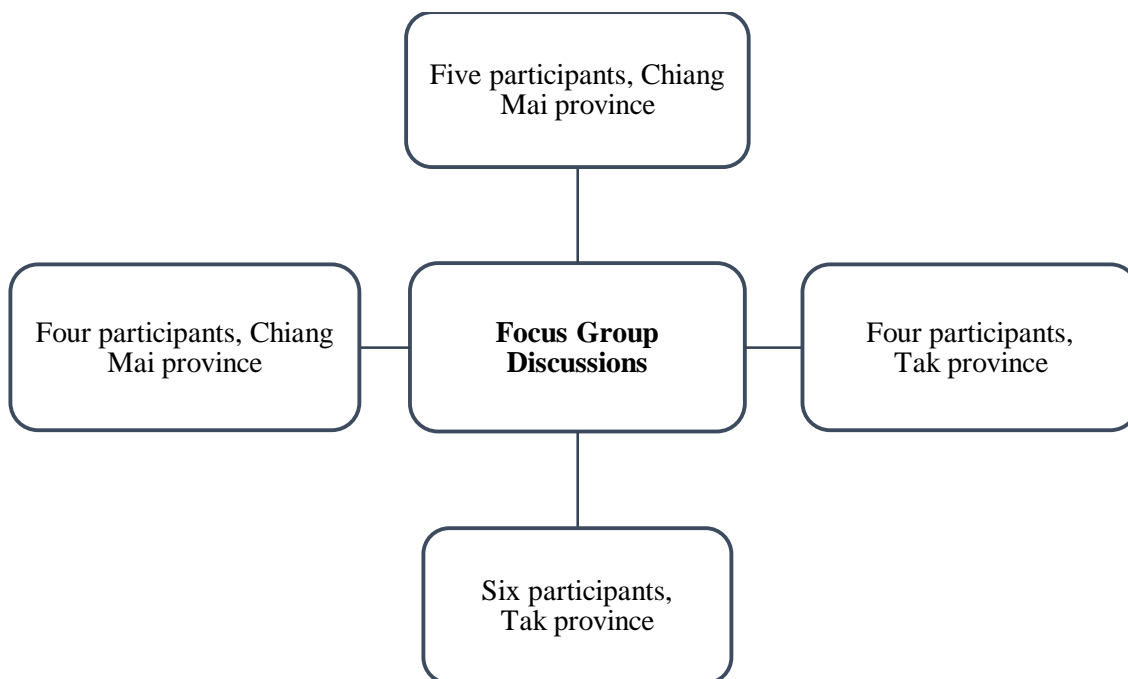 Five participants, Chiang
Mai province
Four participants, Chiang
Mai province
Focus Group
Discussions
Four participants,
Tak province
Six participants,
Tak province